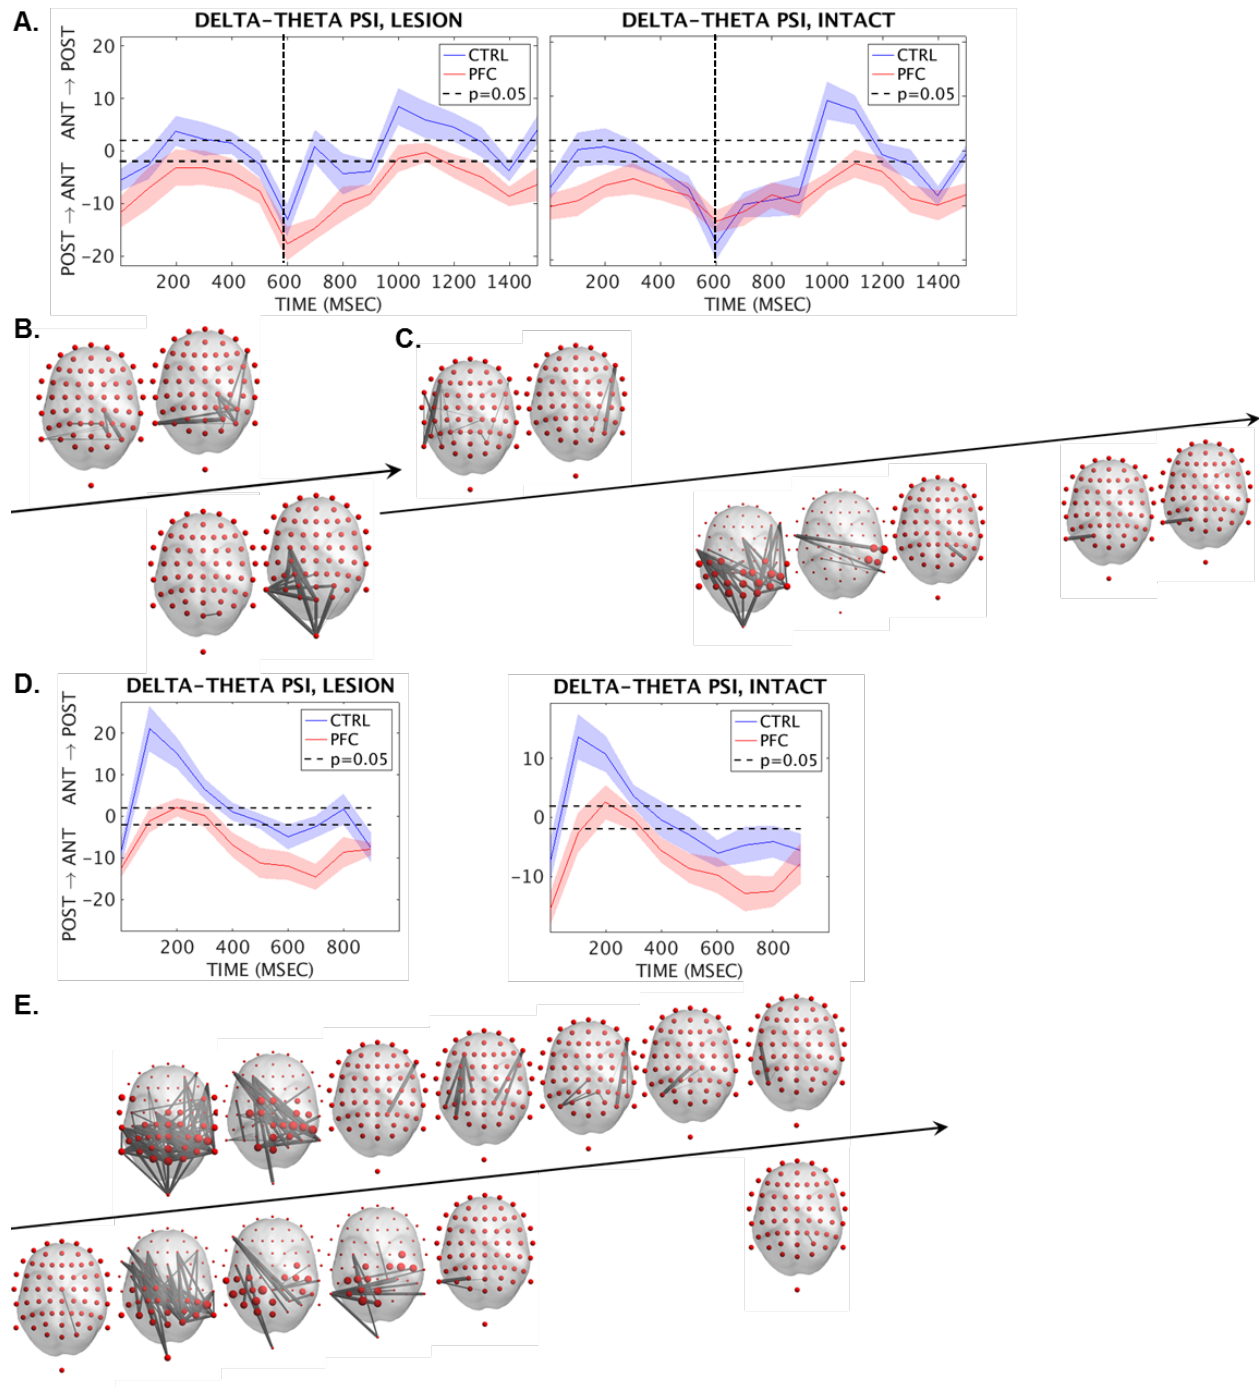 A.
DELTA-THETA PSI, LESION
DELTA-THETA PSI, INTACT
POST → ANT ANT → POST
20
10
0
-10
-20
CTRL
PFC
p=0.05
CTRL
PFC
p=0.05
200 400 600 800 1000 1200 1400
200 400 600 800 1000 1200 1400
TIME (MSEC)
TIME (MSEC)
B.
C.
D.
DELTA-THETA PSI, LESION
DELTA-THETA PSI, INTACT
POST → ANT ANT → POST
20
10
0
-10
-20
CTRL
PFC
p=0.05
10
0
-10
CTRL
PFC
p=0.05
200 400 600 800
200 400 600 800
TIME (MSEC)
TIME (MSEC)
E.